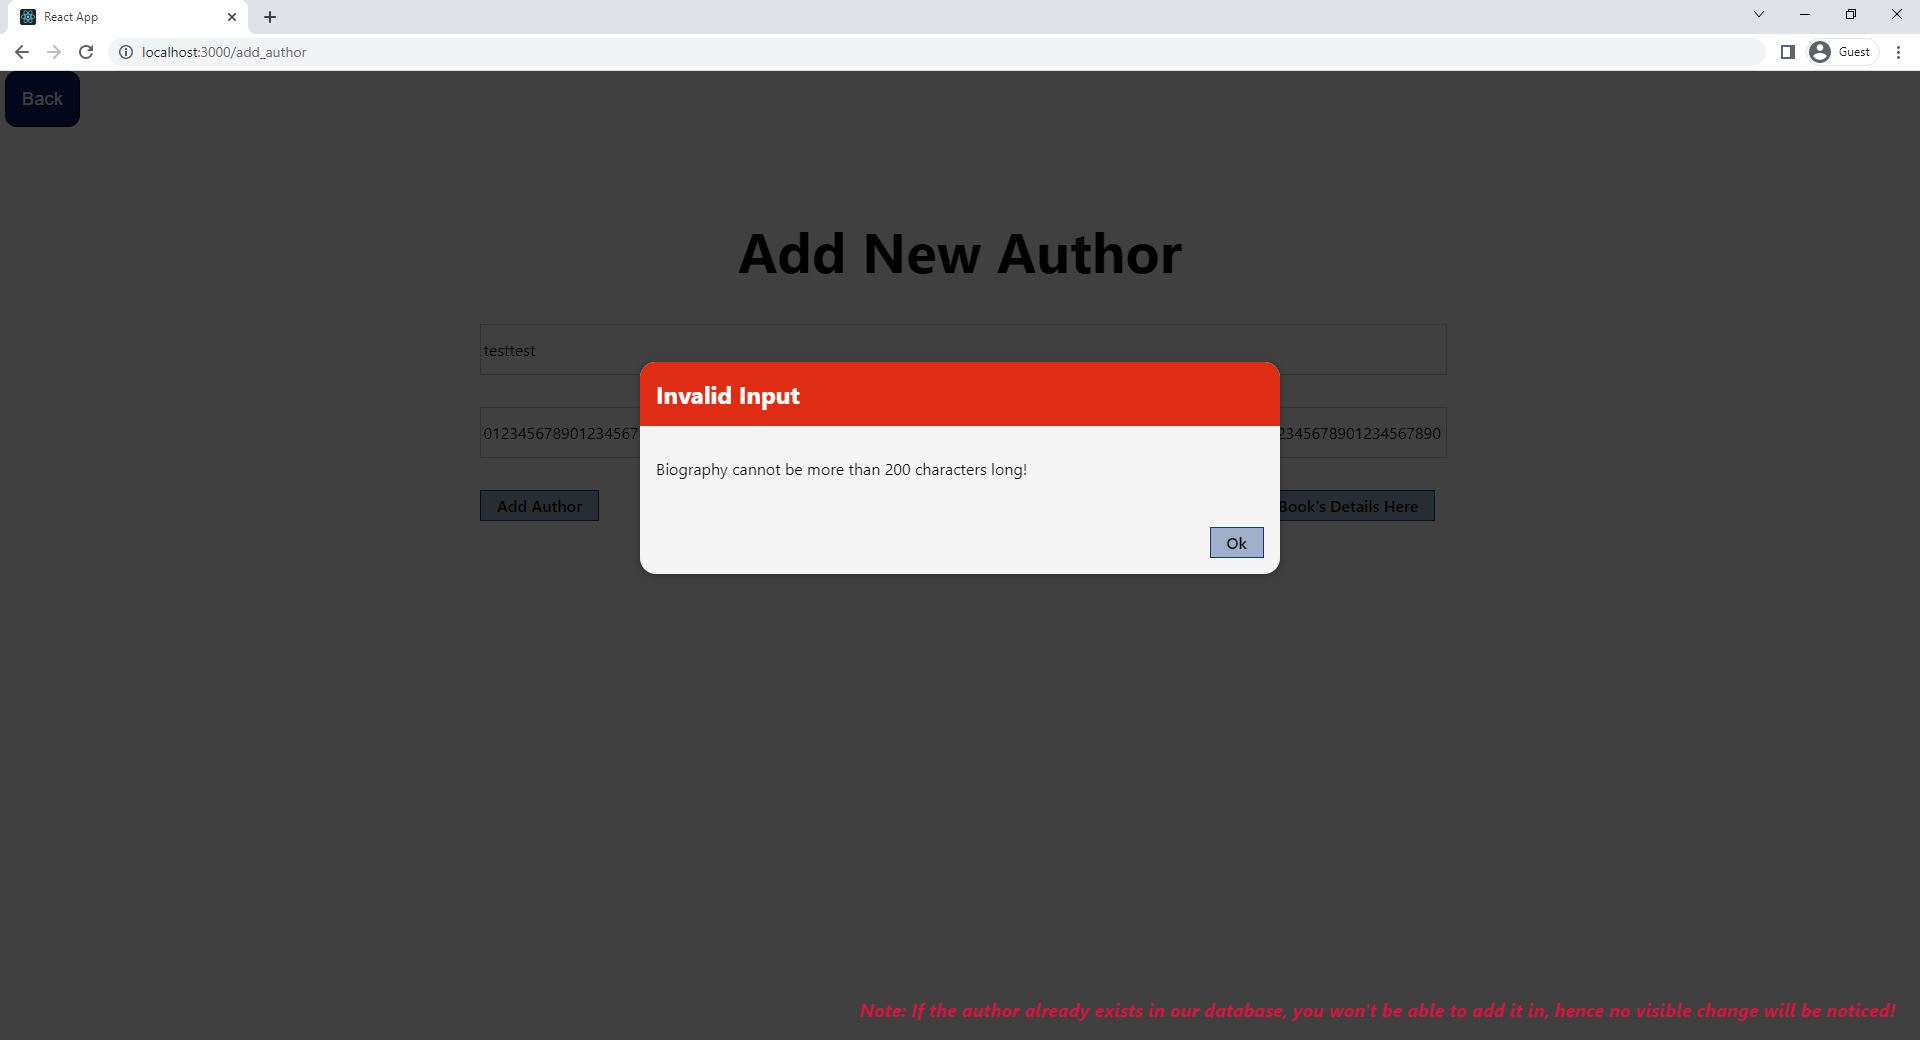 React App
localhost:3000/add_author
Guest
Back
Add New Author
testtest
Invalid Input
012345678901234567
2345678901234567890
Biography cannot be more than 200 characters long!
Add Author
Book's Details Here
Ok
Note: If the author already exists in our database, you won't be able to add it in, hence no visible change will be noticed!